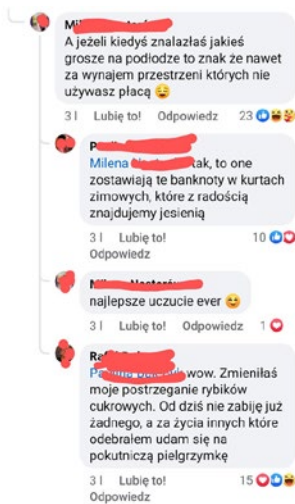 A jeżeli kiedyś znalazłaś jakieś
grosze na podłodze to znak że nawet
za wynajem przestrzeni których nie
używasz płacą 😌
3 l Lubię to! Odpowiedz 23
Milena tak, to one
zostawiają te banknoty w kurtach
zimowych, które z radością
znajdujemy jesienią
3 l Lubię to! 10
Odpowiedz
najlepsze uczucie ever 😊
3 l Lubię to! Odpowiedz 1
wow. Zmieniłaś
moje postrzeganie rybików
cukrowych. Od dziś nie zabiję już
żadnego, a za życia innych które
odebrałem udam się na
pokutniczą pielgrzymkę
3 l Lubię to! 15
Odpowiedz